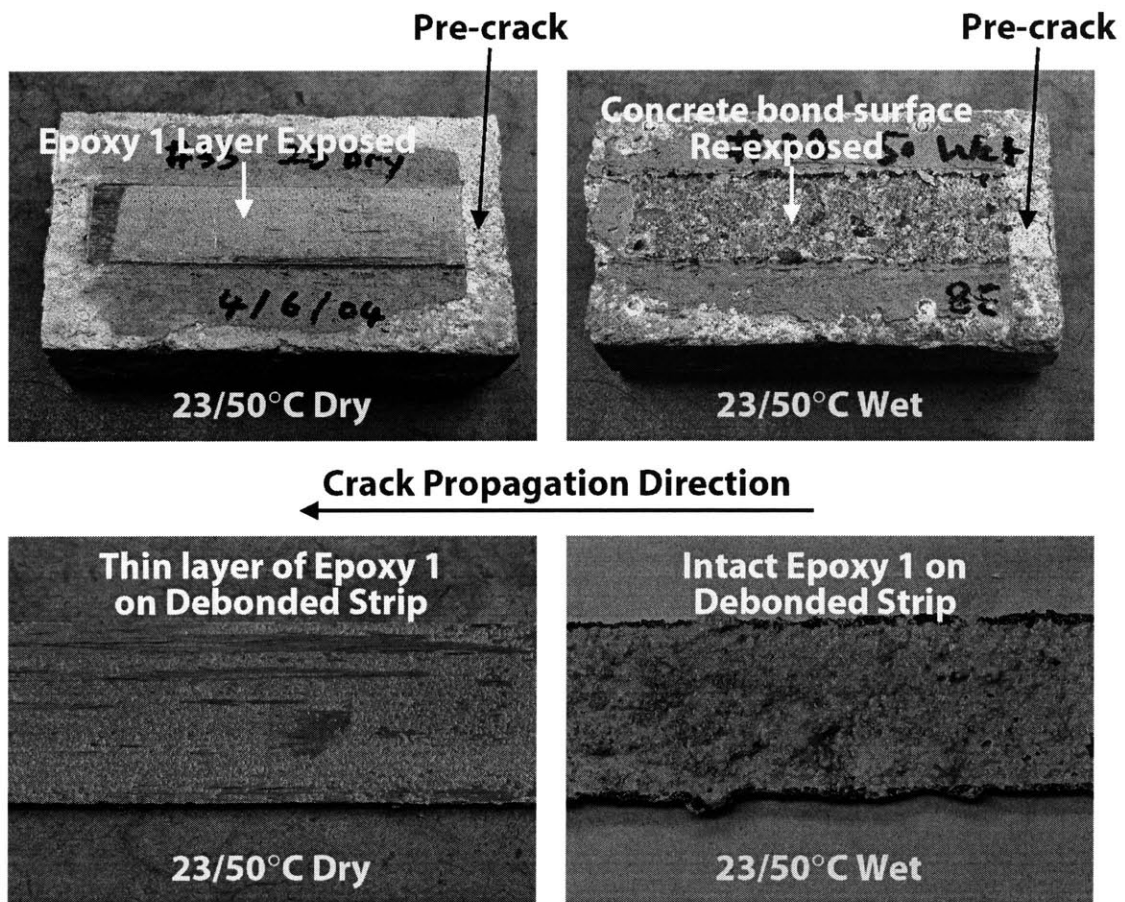 Pre-crack
Pre-crack
Epoxy 1 Layer Exposed
Dry
4/6/04
23/50°C Dry
Concrete bond surface
Re-exposed
50 Wet
23/50°C Wet
Crack Propagation Direction
Thin layer of Epoxy 1
on Debonded Strip
23/50°C Dry
Intact Epoxy 1 on
Debonded Strip
23/50°C Wet